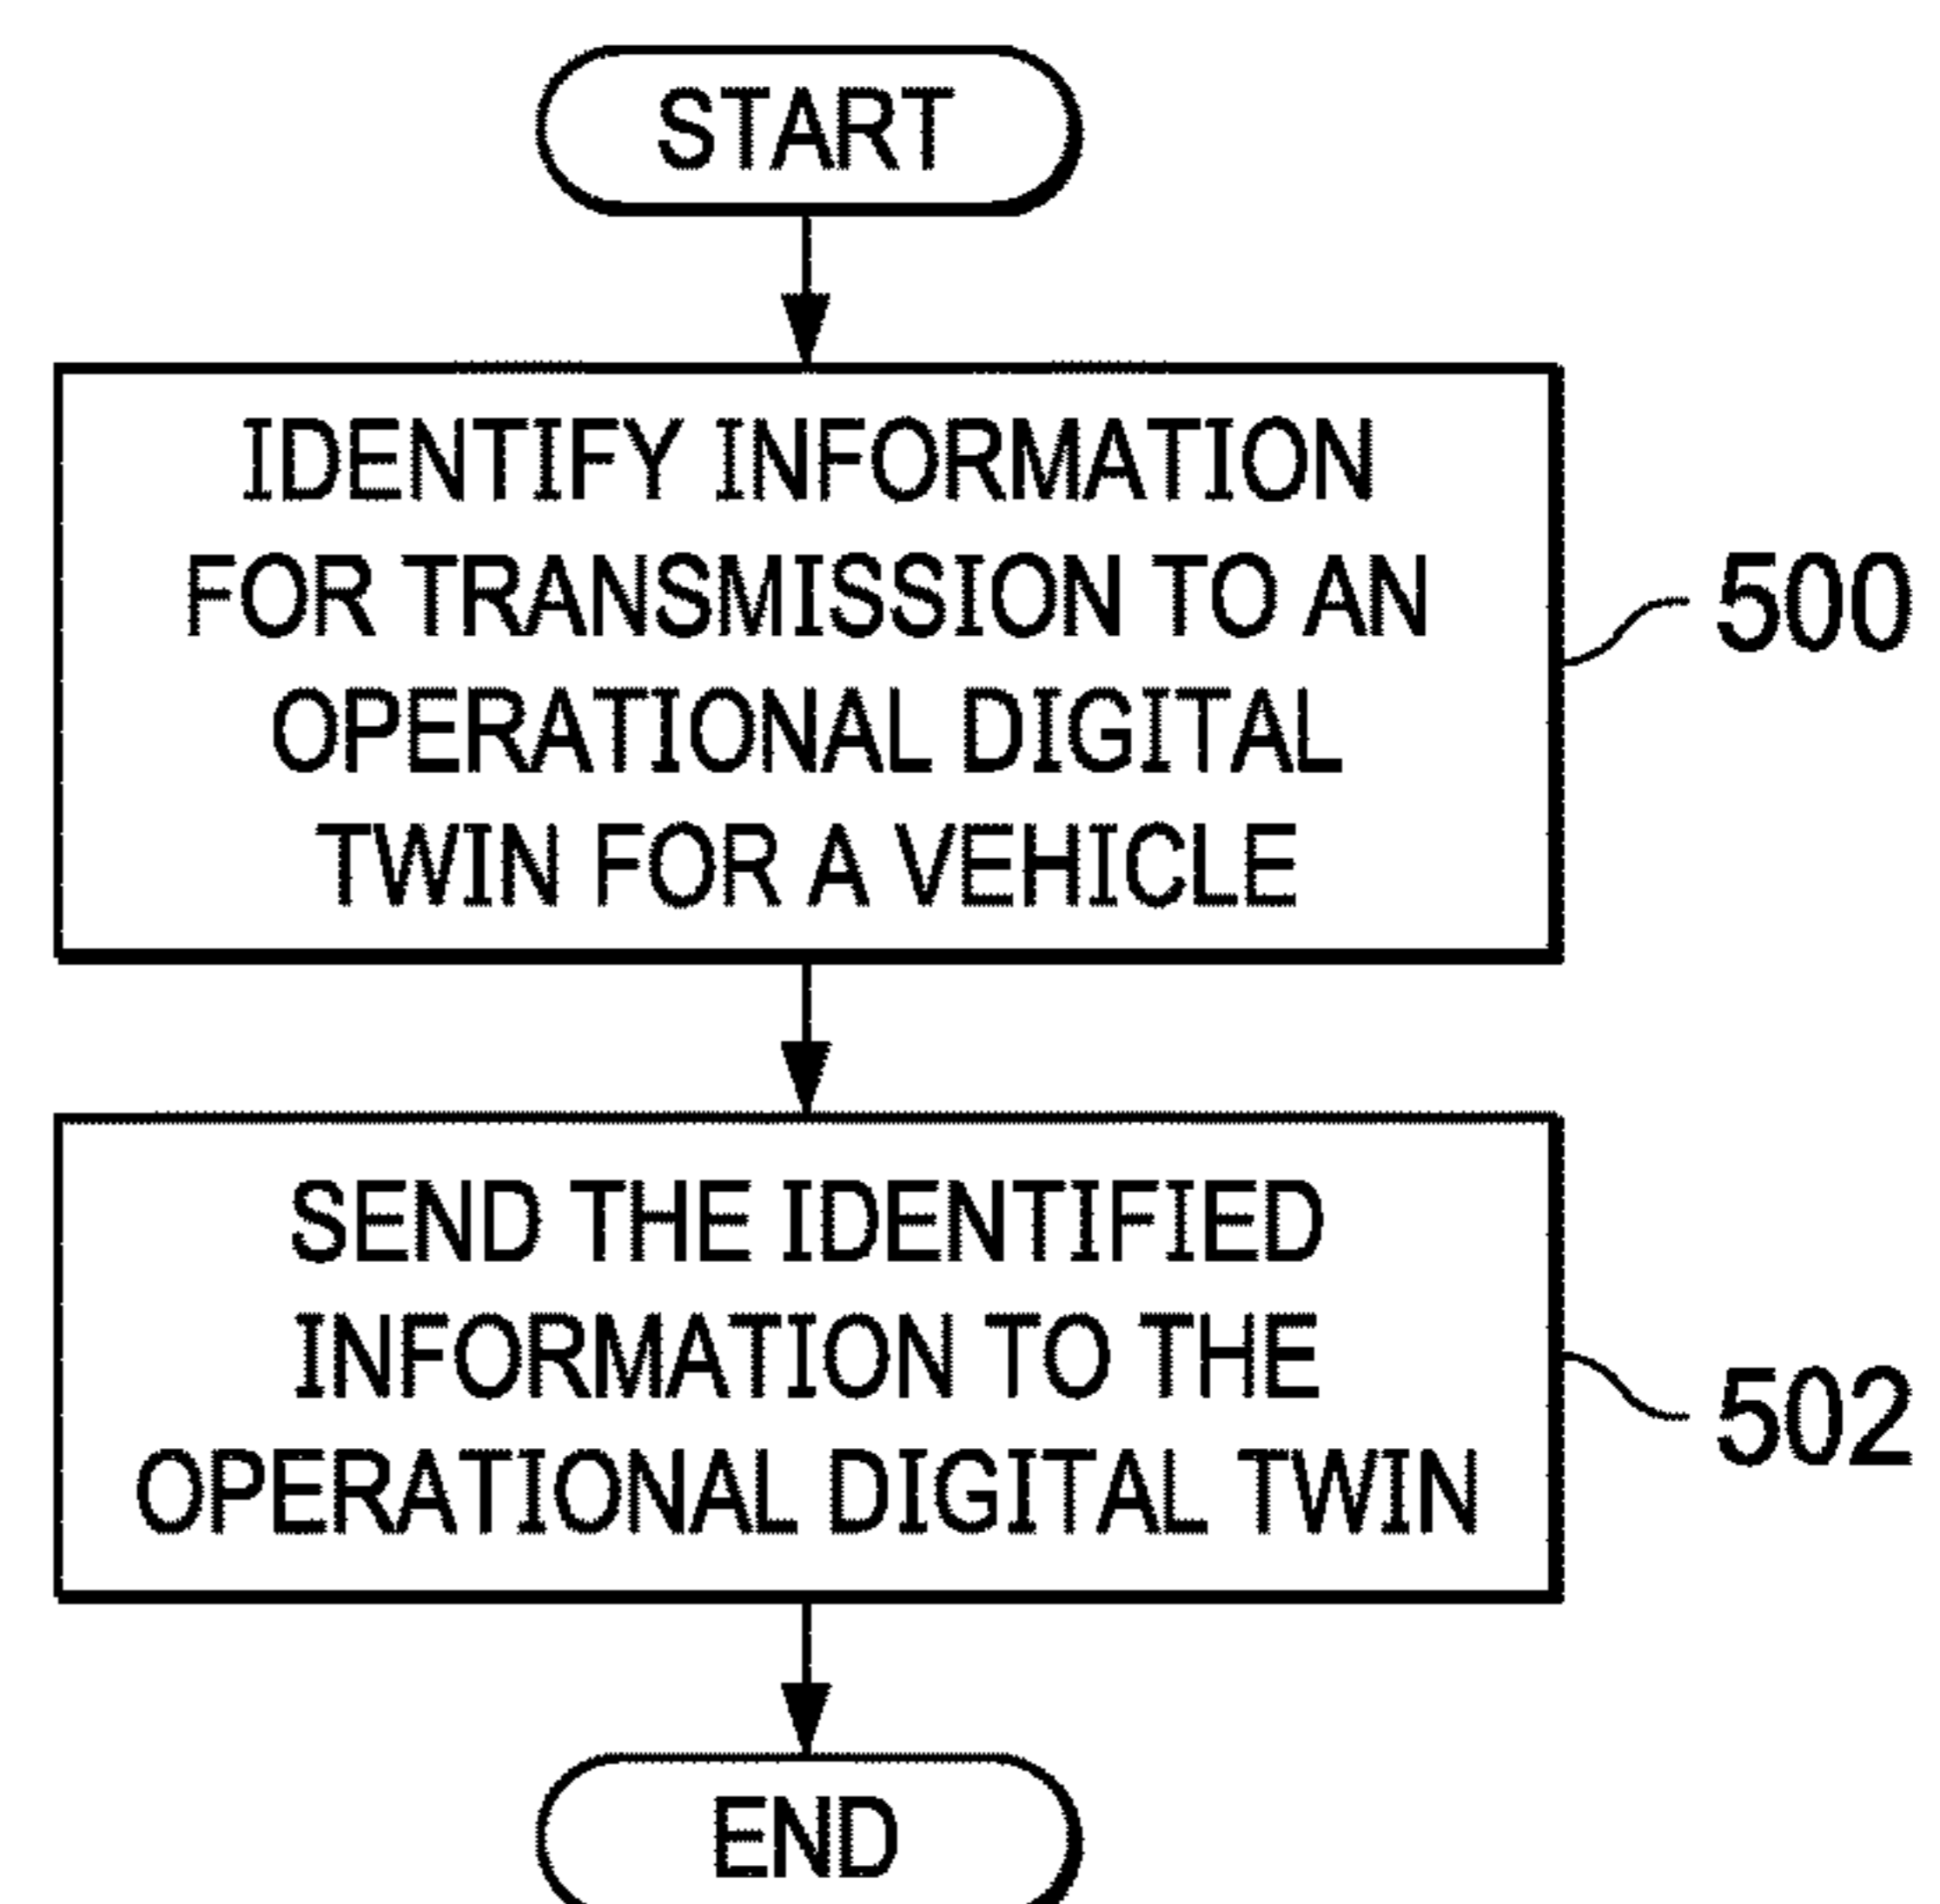 START
IDENTIFY INFORMATION
FOR TRANSMISSION TO AN
OPERATIONAL DIGITAL
TWIN FOR A VEHICLE
500
SEND THE IDENTIFIED
INFORMATION TO THE
OPERATIONAL DIGITAL TWIN
502
END